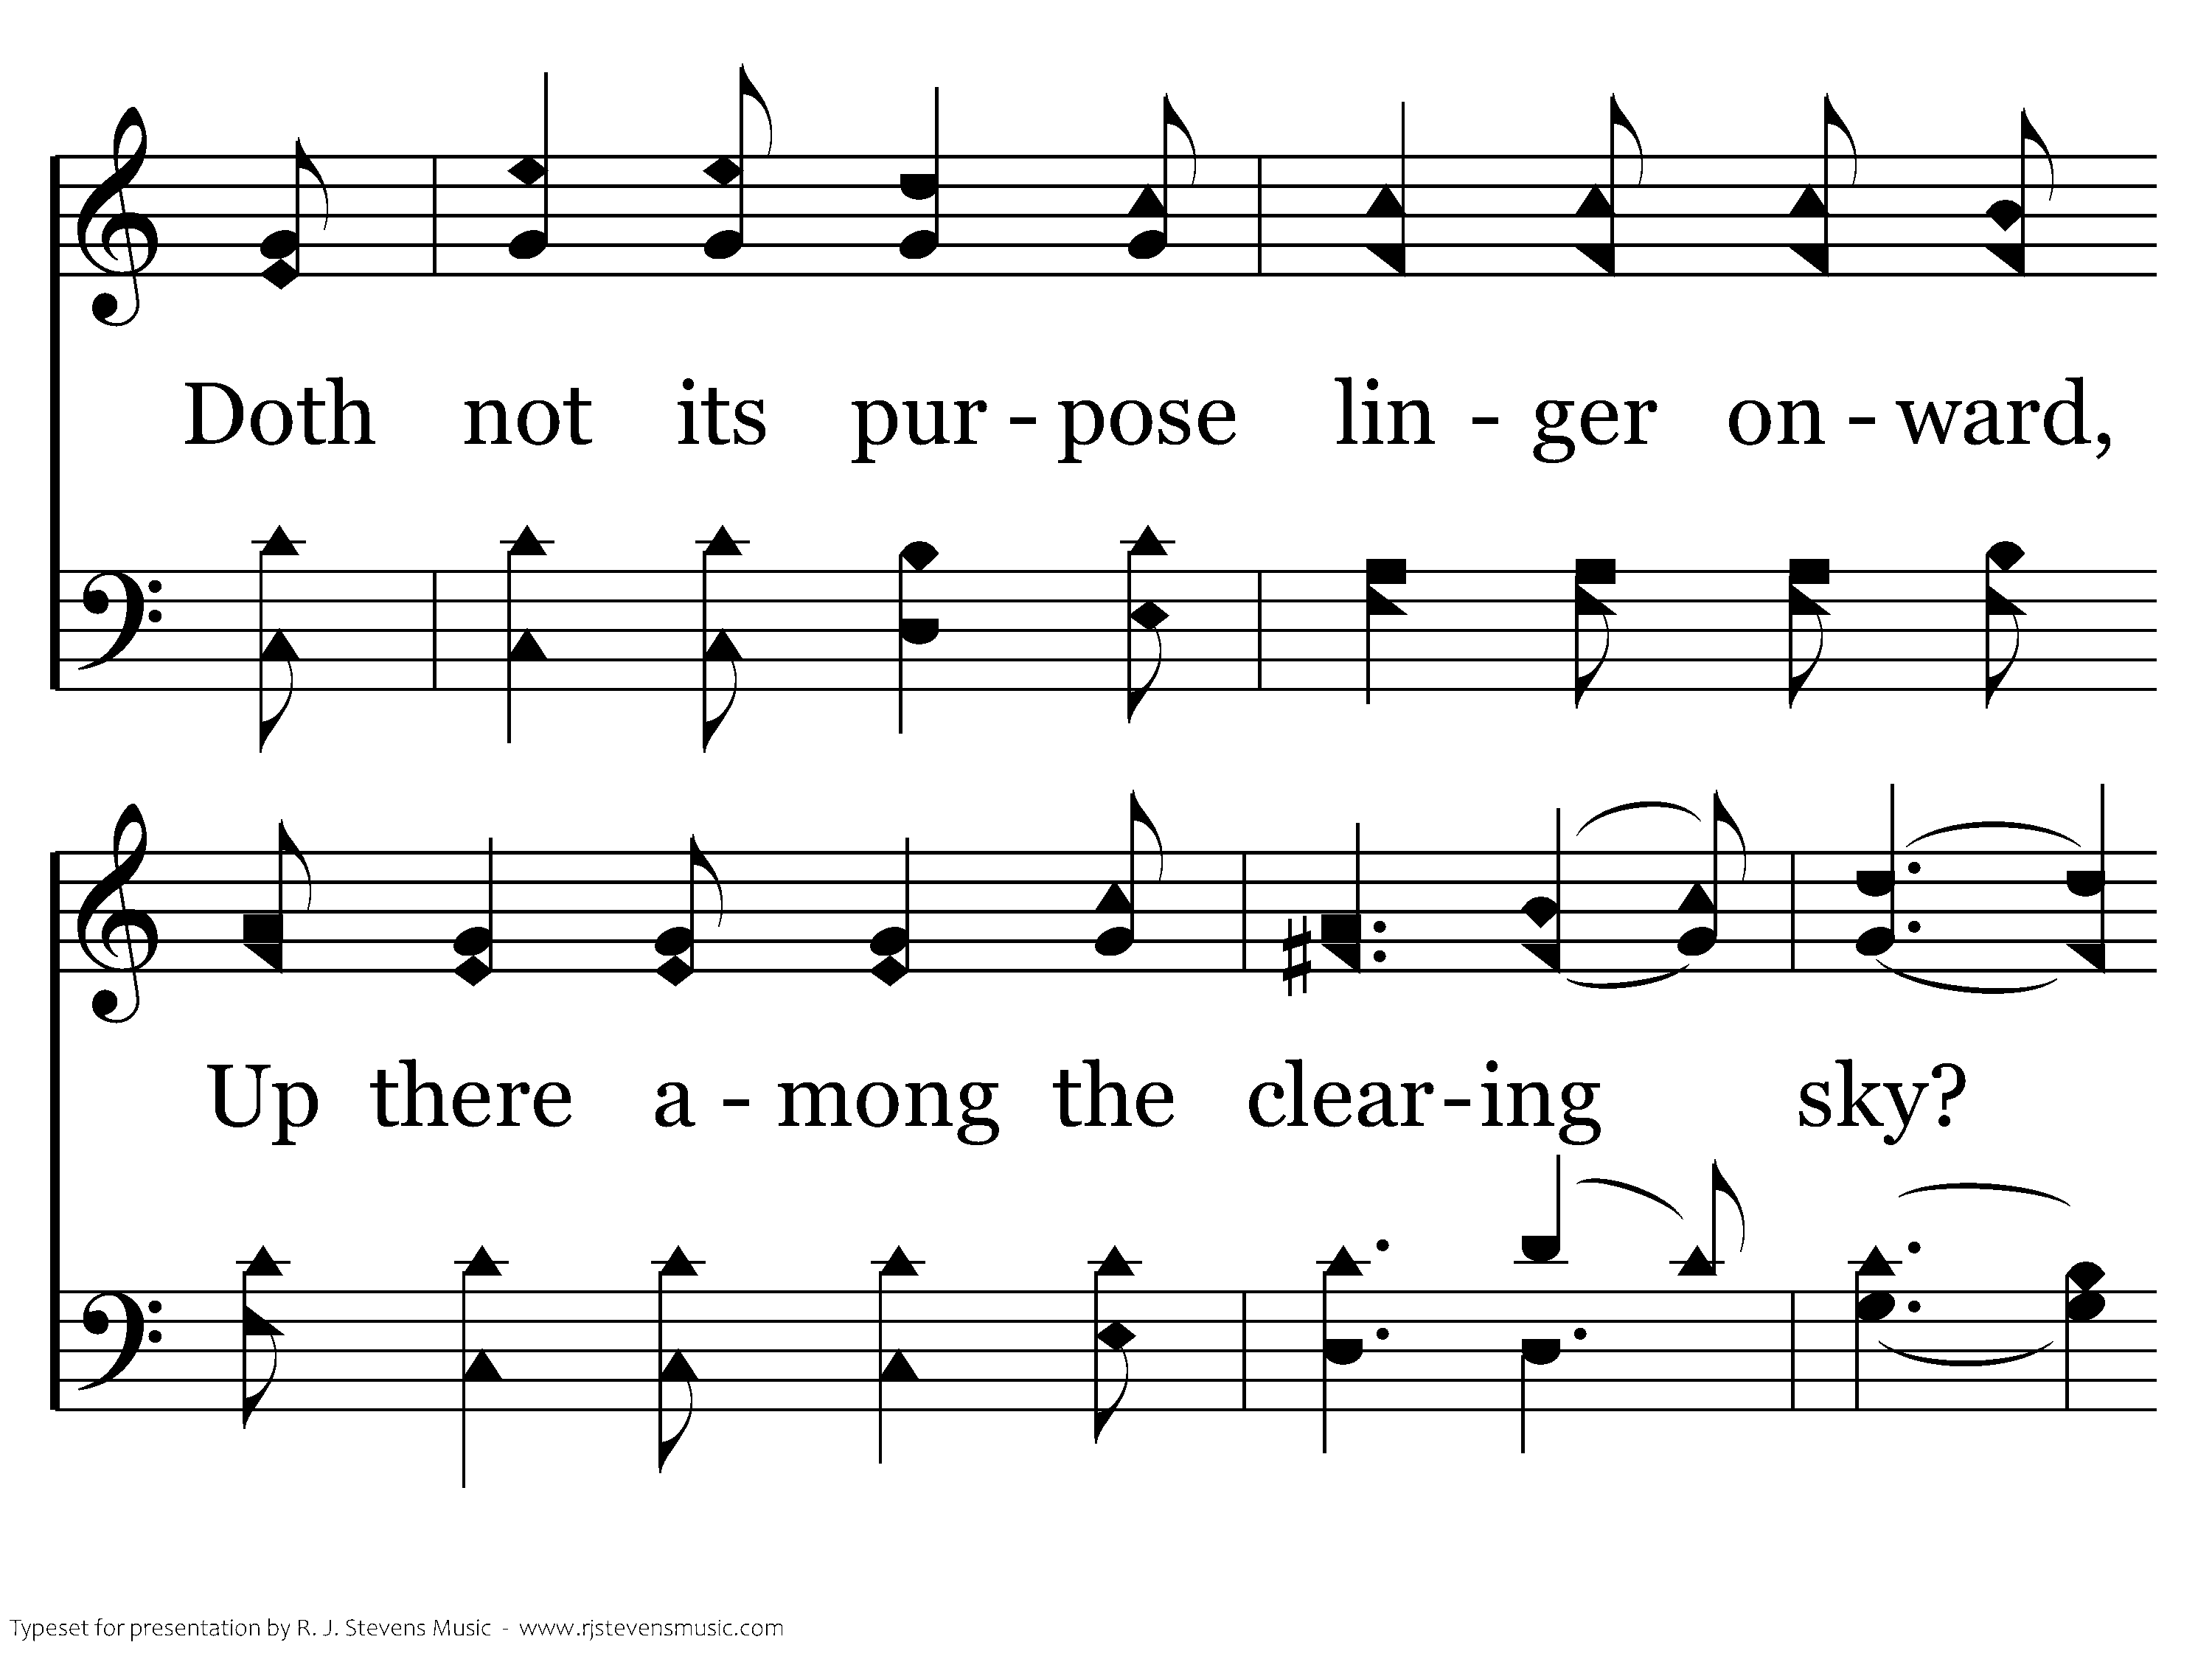 Doth not its pur - pose lin - ger on - ward,
Up there a - mong the clear - ing sky?
Typeset for presentation by R. J. Stevens Music - www.rjstevensmusic.com